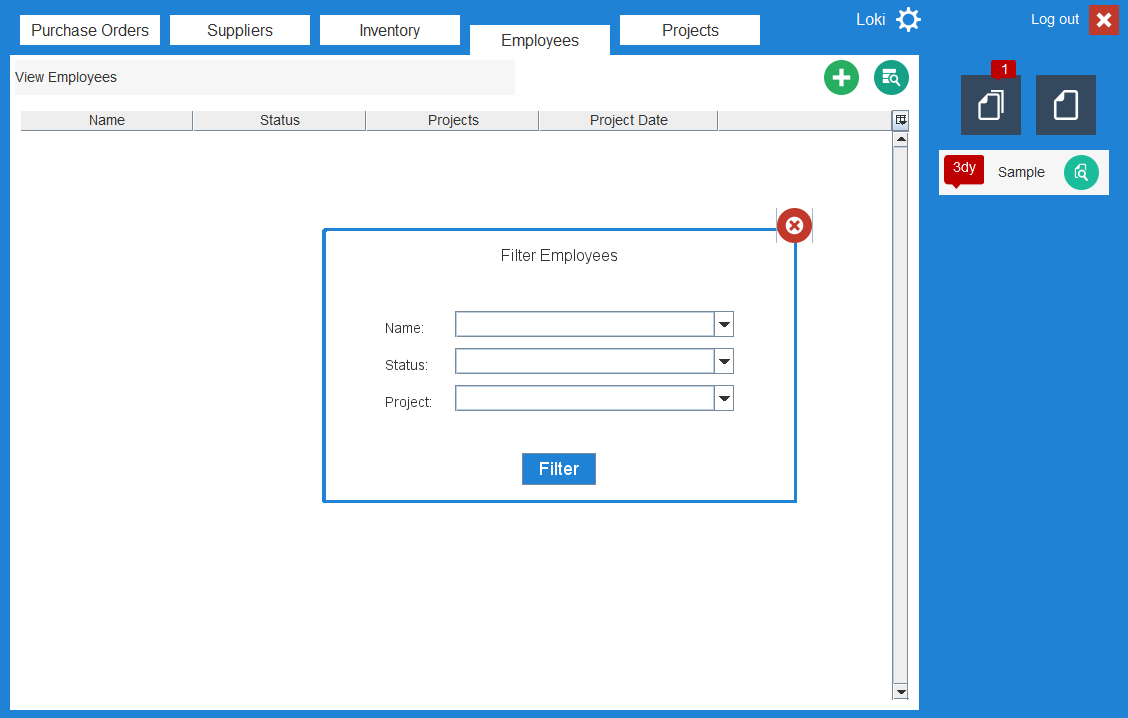 Purchase Orders
Suppliers
Inventory
Employees
Projects
Loki
Log out
View Employees
1
Name
Status
Projects
Project Date
3dy
Sample
Filter Employees
Name:
Status:
Project:
Filter